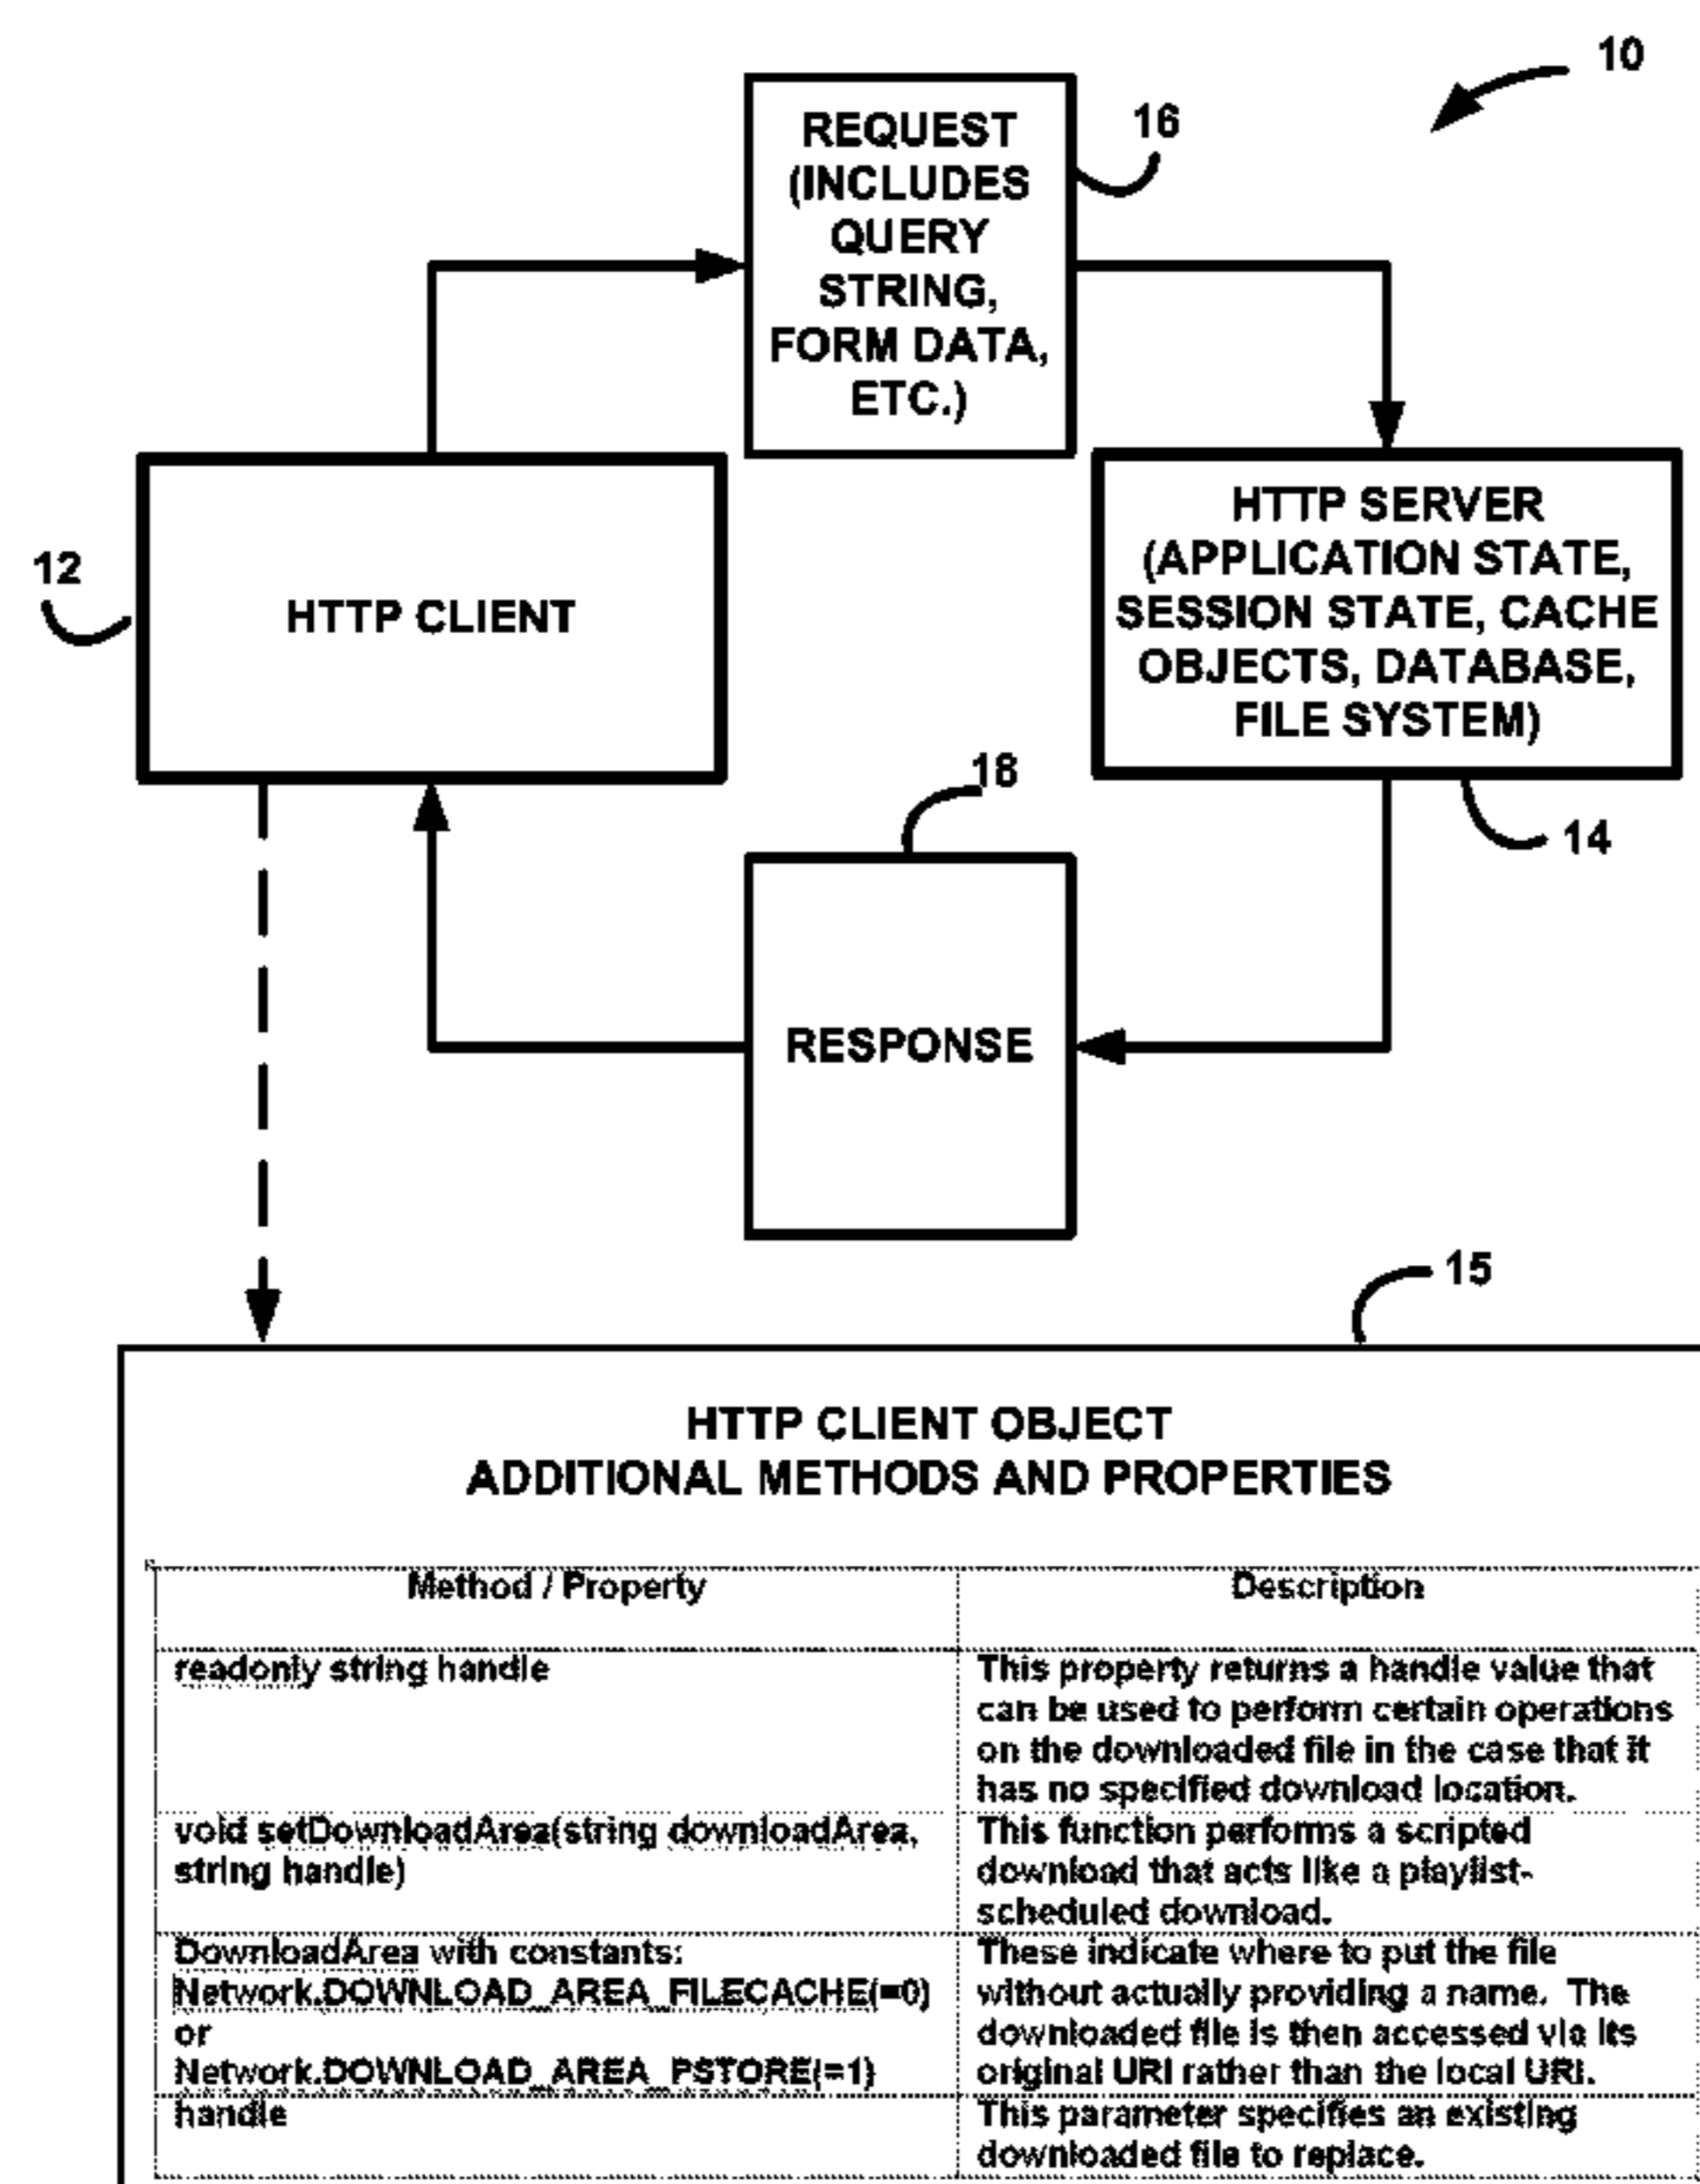 10
REQUEST
(INCLUDES
QUERY
STRING,
FORM DATA,
ETC.)
16
HTTP CLIENT
12
HTTP SERVER
(APPLICATION STATE,
SESSION STATE, CACHE
OBJECTS, DATABASE,
FILE SYSTEM)
14
18
RESPONSE
15
HTTP CLIENT OBJECT
ADDITIONAL METHODS AND PROPERTIES
Method / Property
Description
readonly string handle
This property returns a handle value that
can be used to perform certain operations
on the downloaded file in the case that it
has no specified download location.
void setDownloadArea(string downloadArea,
string handle)
This function performs a scripted
download that acts like a playlist-
scheduled download.
DownloadArea with constants:
Network.DOWNLOAD_AREA_FILECACHE(=0)
or
Network.DOWNLOAD_AREA_PSTORE(=1)
These indicate where to put the file
without actually providing a name. The
downloaded file is then accessed via its
original URI rather than the local URI.
handle
This parameter specifies an existing
downloaded file to replace.